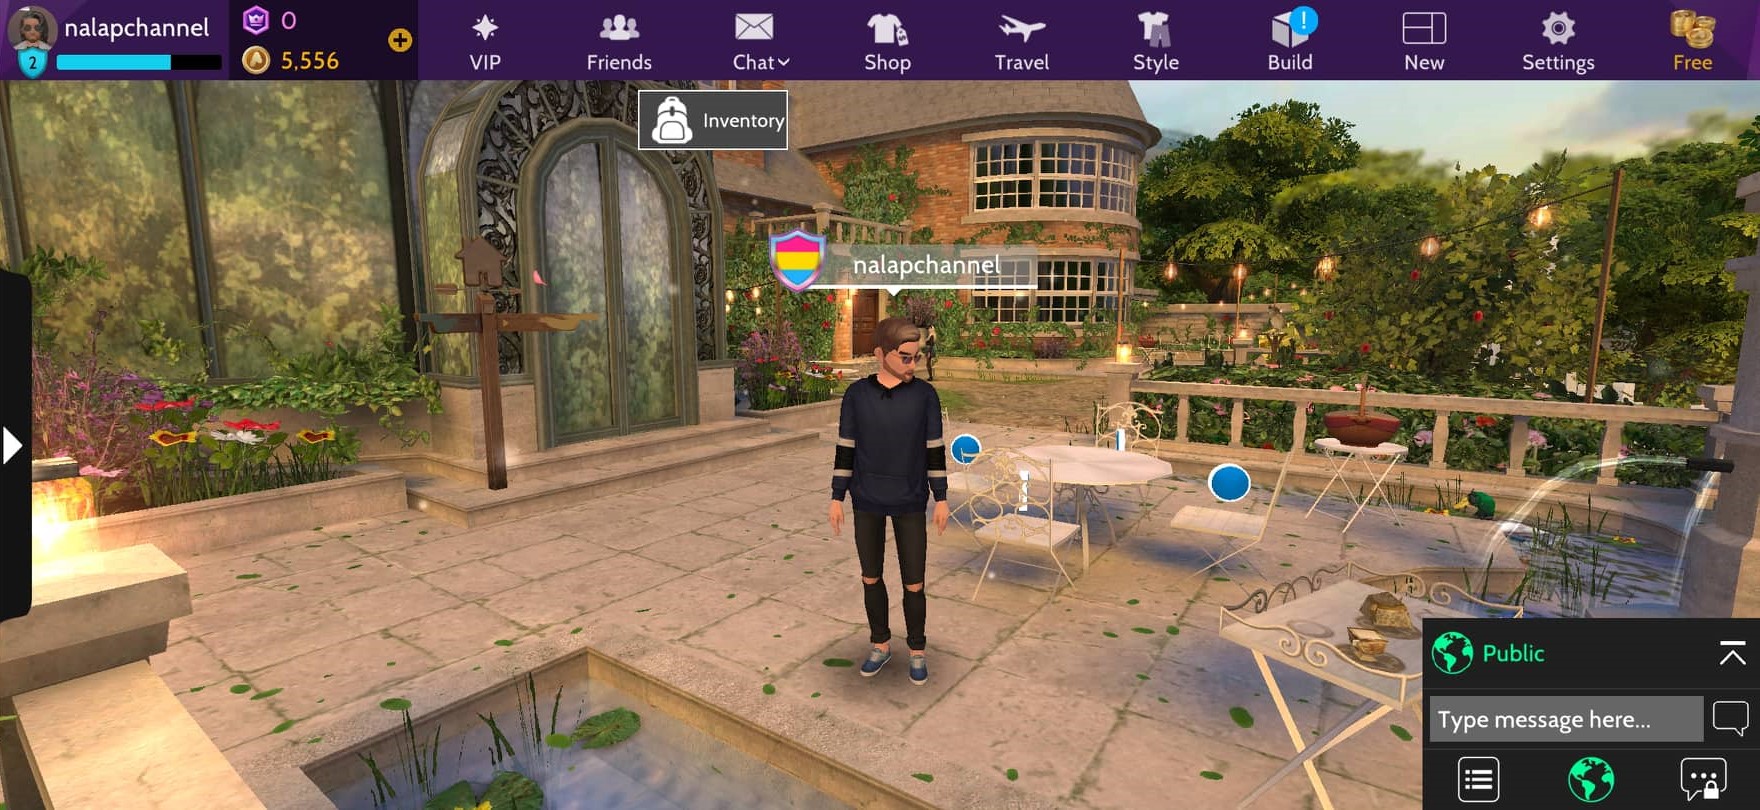 nalapchannel
2
0
5,556
VIP
Friends
Chat
Shop
Travel
Style
Build
!
New
Settings
Free
Inventory
nalapchannel
Public
Type message here...